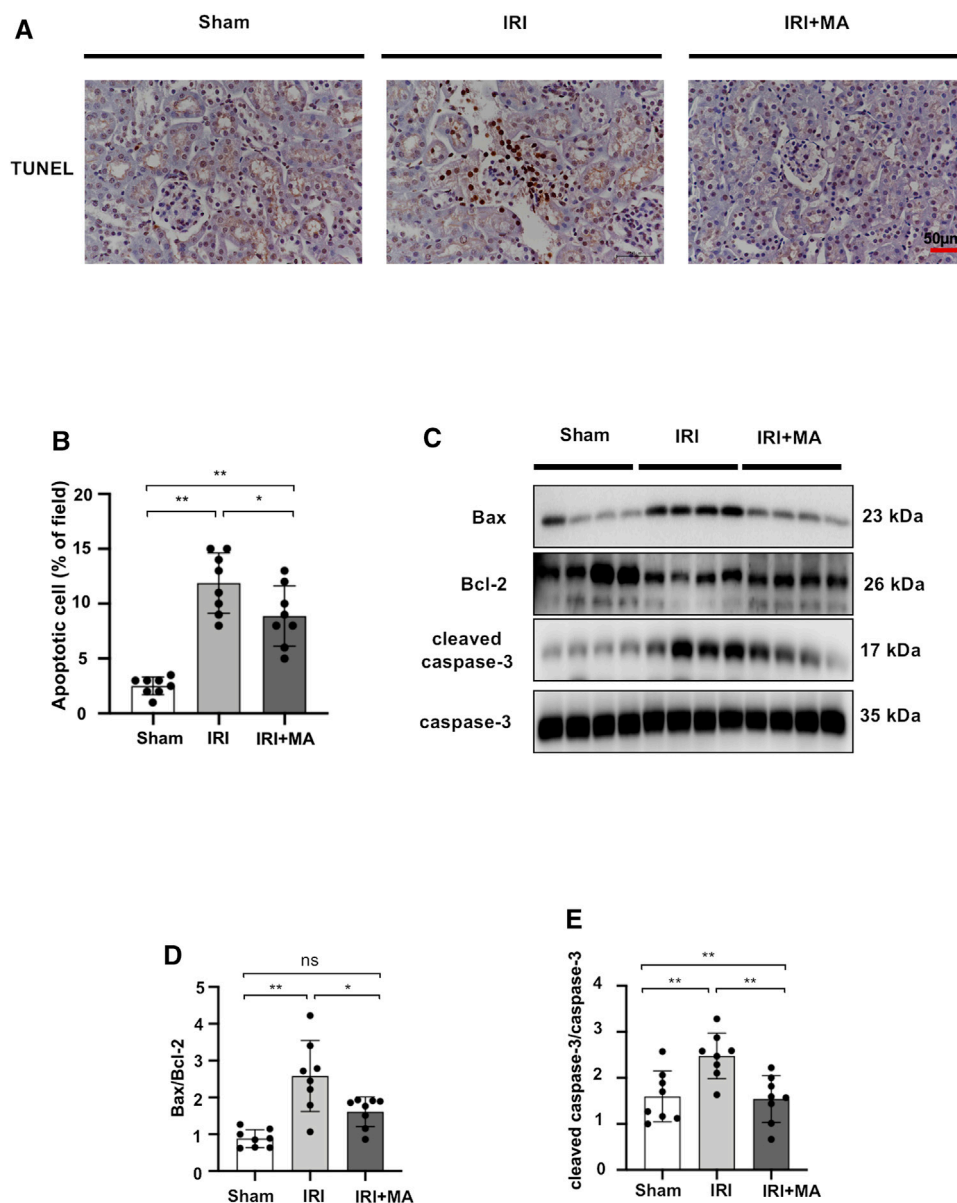 A
Sham
IRI
IRI+MA
TUNEL
50µm
B
** 
** *
Apoptotic cell (% of field)
20
15
10
5
0
Sham IRI IRI+MA
C
Sham IRI IRI+MA
Bax 23 kDa
Bcl-2 26 kDa
cleaved
caspase-3 17 kDa
caspase-3 35 kDa
D
ns
** *
Bax/Bcl-2
5
4
3
2
1
0
Sham IRI IRI+MA
E
**
** **
cleaved caspase-3/caspase-3
4
3
2
1
0
Sham IRI IRI+MA